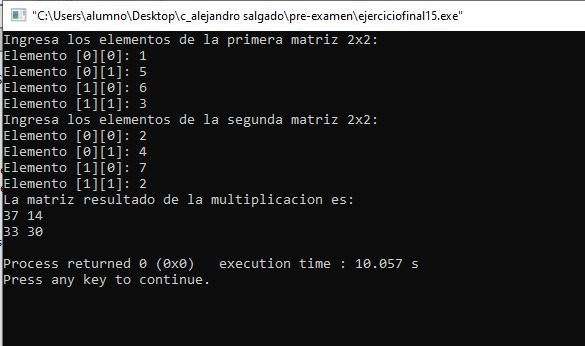 "C:\Users\alumno\Desktop\c_alejandro salgado\pre-examen\ejerciciofinal15.exe"
Ingresa los elementos de la primera matriz 2x2:
Elemento [0][0]: 1
Elemento [0][1]: 5
Elemento [1][0]: 6
Elemento [1][1]: 3
Ingresa los elementos de la segunda matriz 2x2:
Elemento [0][0]: 2
Elemento [0][1]: 4
Elemento [1][0]: 7
Elemento [1][1]: 2
La matriz resultado de la multiplicacion es:
37 14
33 30
Process returned 0 (0x0)   execution time : 10.057 s
Press any key to continue.